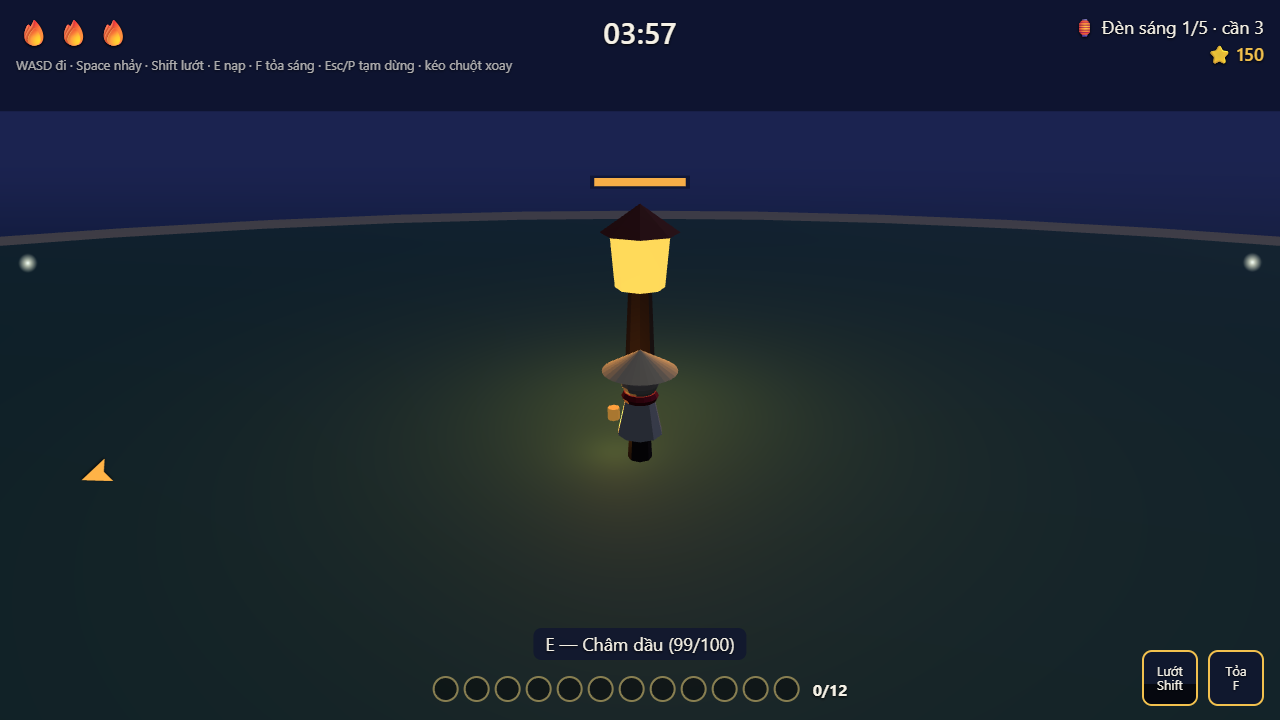 03:57
Đèn sáng 1/5 · cần 3
150
WASD đi · Space nhảy · Shift lướt · E nạp · F tỏa sáng · Esc/P tạm dừng · kéo chuột xoay
E — Châm dầu (99/100)
0/12
Lướt
Shift
Tỏa
F